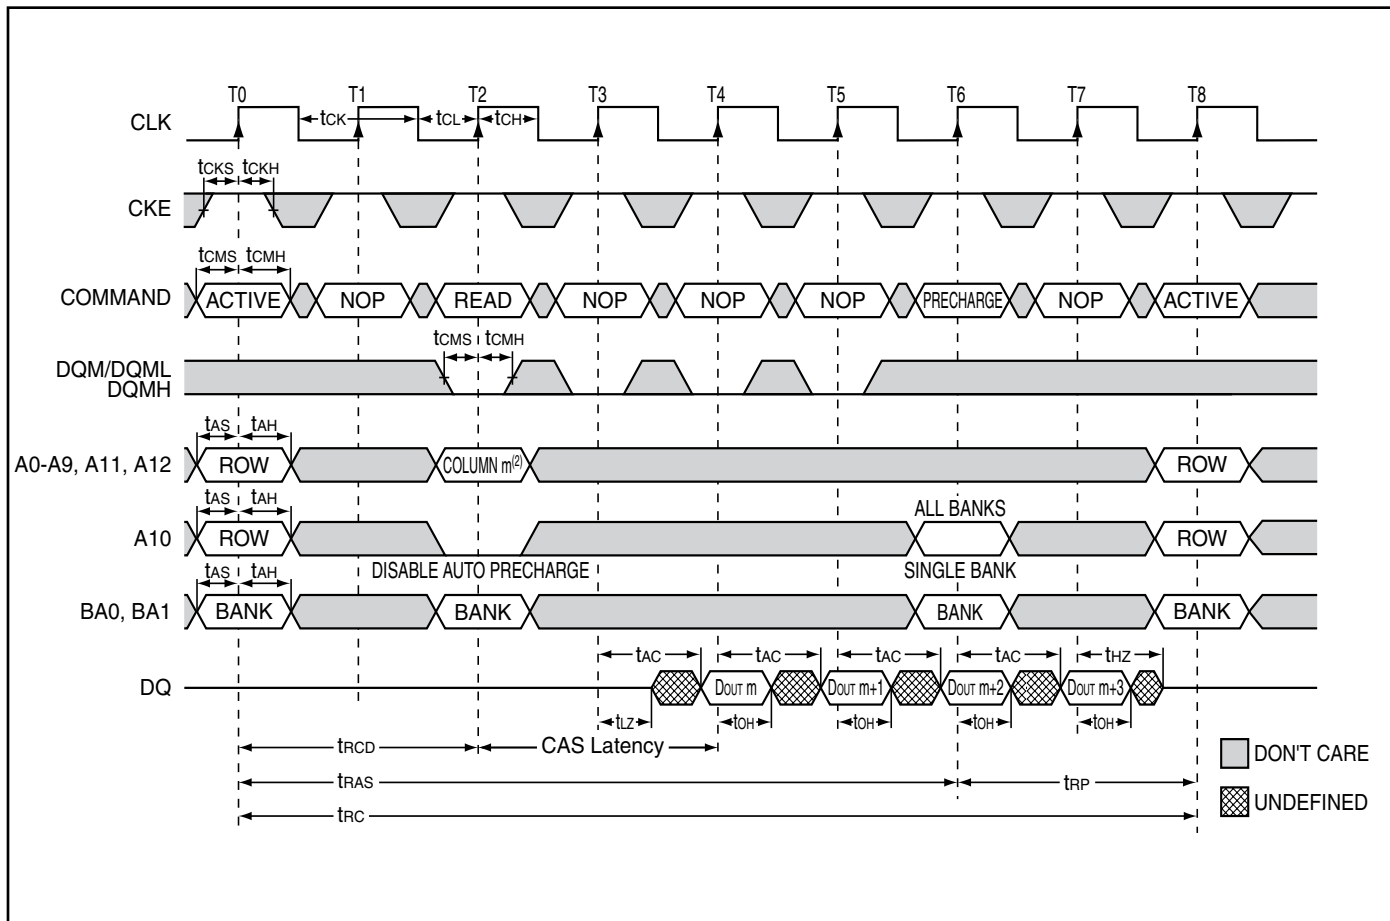 T0 T1 T2 T3 T4 T5 T6 T7 T8
CLK tCK tCL tCH
tCKS tCKH
CKE
tCMS tCMH
COMMAND ACTIVE NOP READ NOP NOP NOP PRECHARGE NOP ACTIVE
tCMS tCMH
DQM/DQML
DQMH
tAS tAH
A0-A9, A11, A12 ROW COLUMN m(2) ROW
tAS tAH ALL BANKS
A10 ROW ROW
DISABLE AUTO PRECHARGE SINGLE BANK
tAS tAH
BA0, BA1 BANK BANK BANK BANK
tAC tAC tAC tAC tHZ
DQ DOUT m DOUT m+1 DOUT m+2 DOUT m+3
tLZ tOH tOH tOH tOH
tRCD CAS Latency
DON'T CARE
tRAS tRP
UNDEFINED
tRC